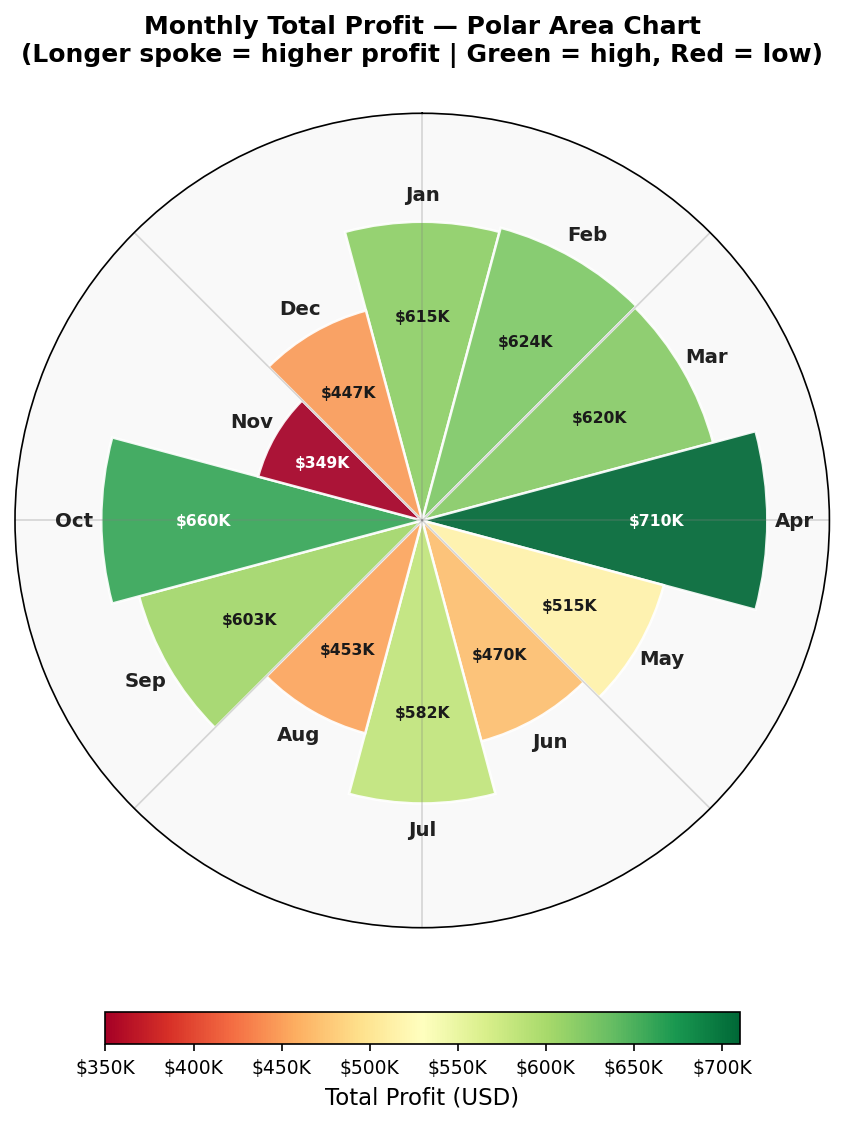 Monthly Total Profit — Polar Area Chart
(Longer spoke = higher profit | Green = high, Red = low)
Jan
Feb
Dec
$615K
$624K
Mar
$447K
Nov
$620K
$349K
Oct
$660K
$710K
Apr
$603K
$515K
Sep
$453K
$470K
May
$582K
Aug
Jun
Jul
$350K $400K $450K $500K $550K $600K $650K $700K
Total Profit (USD)